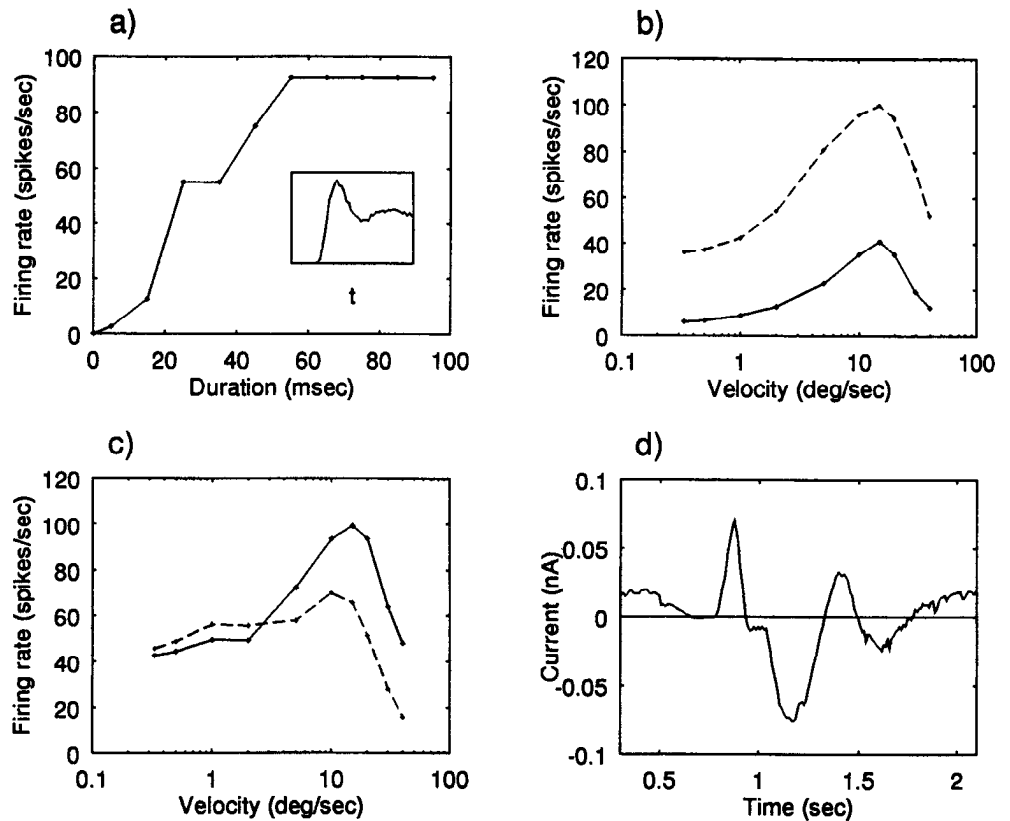 a)
Firing rate (spikes/sec)
100
80
60
40
20
0
t
0 20 40 60 80 100
Duration (msec)
b)
Firing rate (spikes/sec)
120
100
80
60
40
20
0
0.1 1 10 100
Velocity (deg/sec)
c)
Firing rate (spikes/sec)
120
100
80
60
40
20
0
0.1 1 10 100
Velocity (deg/sec)
d)
Current (nA)
0.1
0.05
0
-0.05
-0.1
0.5 1 1.5 2
Time (sec)